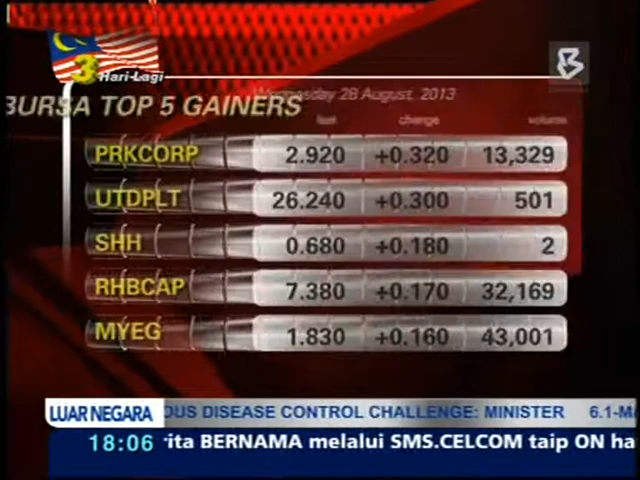 3 Hari Lagi
B
Wednesday 28 August, 2013
BURSA TOP 5 GAINERS
last change volume
PRKCORP 2.920 +0.320 13,329
UTDPLT 26.240 +0.300 501
SHH 0.680 +0.180 2
RHBCAP 7.380 +0.170 32,169
MYEG 1.830 +0.160 43,001
LUAR NEGARA OUS DISEASE CONTROL CHALLENGE: MINISTER 6.1-MA
18:06 rita BERNAMA melalui SMS.CELCOM taip ON ha